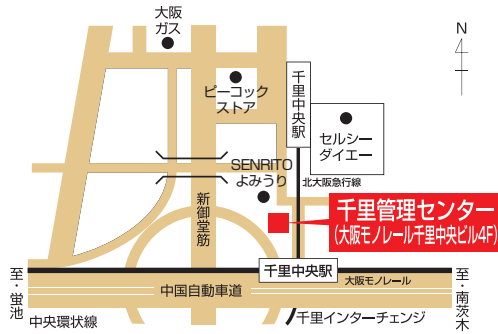 大阪
ガス
N
ピーコック
ストア
千里中央駅
セルシー
ダイエー
SENRITO
よみうり
北大阪急行線
新御堂筋
千里管理センター
(大阪モノレール千里中央ビル4F)
千里中央駅
大阪モノレール
至・蛍池
中国自動車道
至・南茨木
中央環状線
千里インターチェンジ